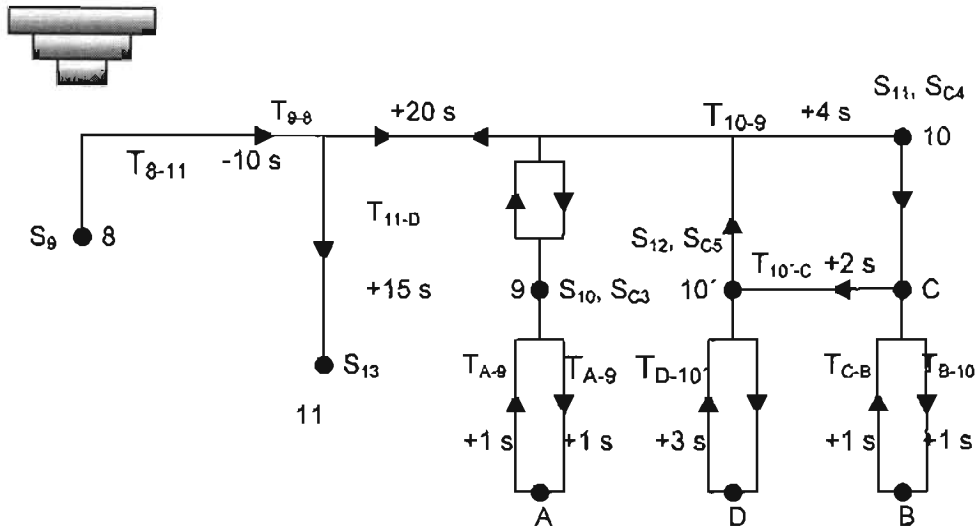 S11, SC4
T9-8 +20 s T10-9 +4 s
10
T8-11 -10 s
T11-D
S9 8
S12, SC5
T10'-C +2 s
+15 s
9 S10, SC3
10' C
S13
TA-9 TA-9 TD-10' TC-B TB-10
11
+1 s +1 s +3 s +1 s +1 s
A D B